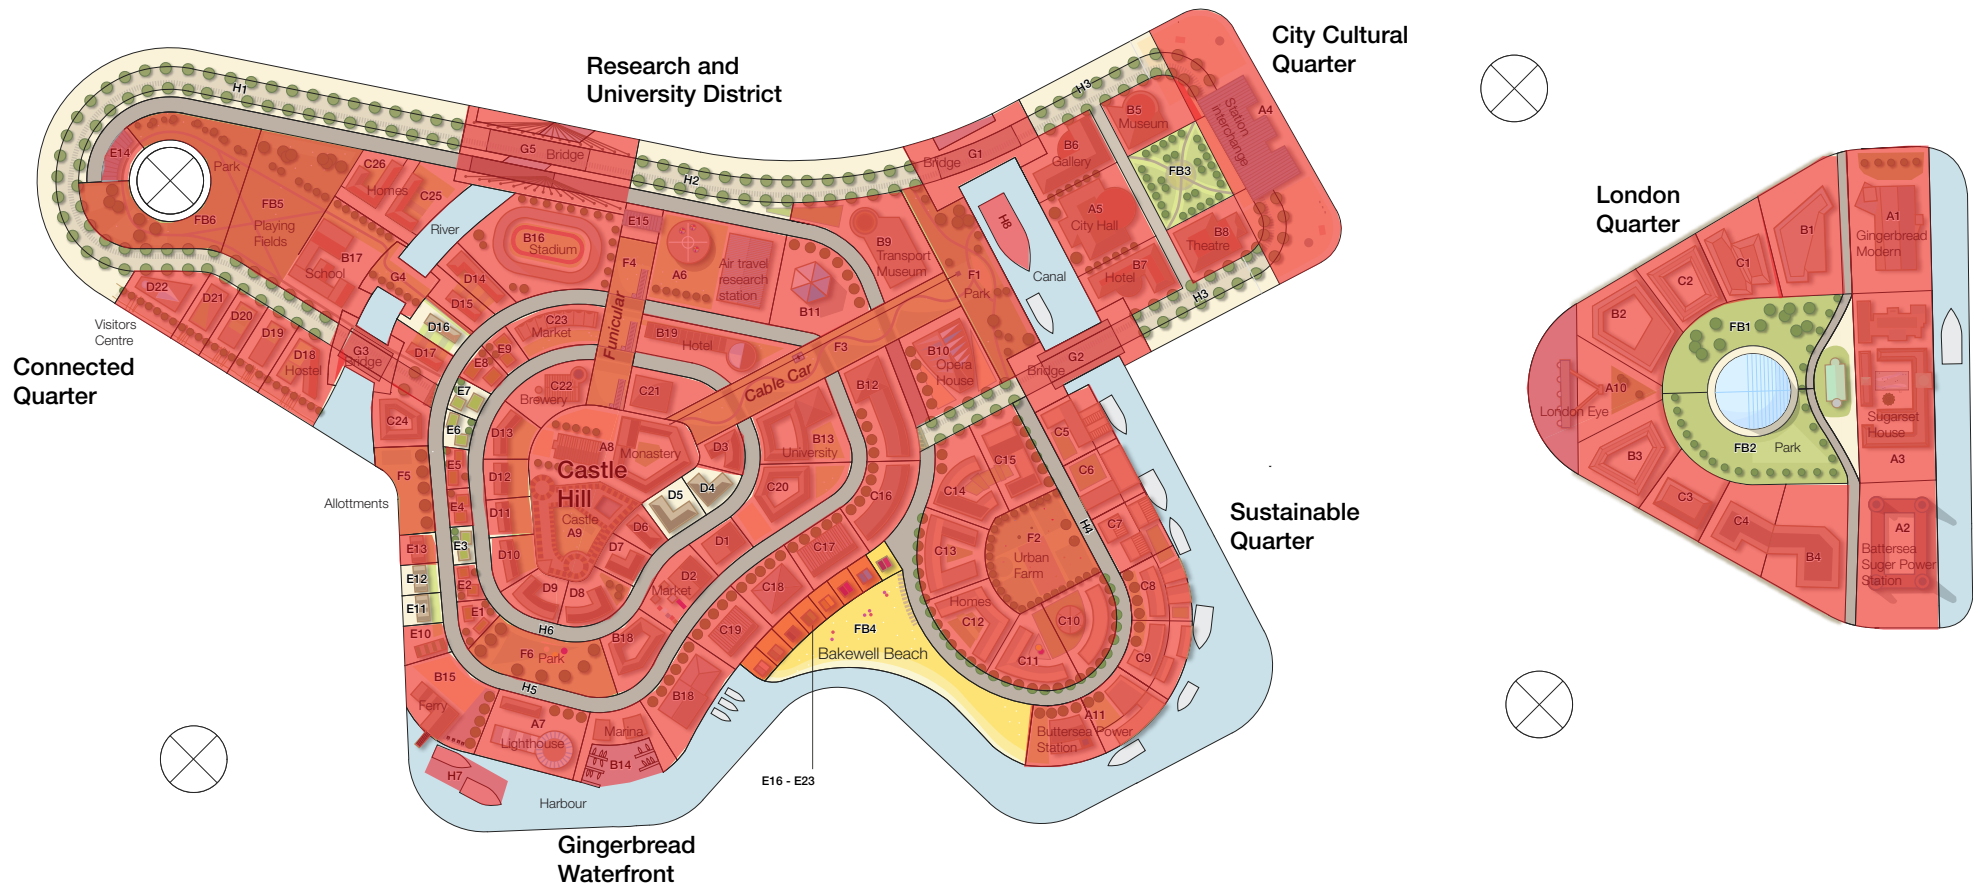 Research and
University District
City Cultural
Quarter
London
Quarter
Connected
Quarter
Sustainable
Quarter
Gingerbread
Waterfront
Castle
Hill
H1
E14
Park
FB6
FB5
Playing
Fields
C26
Homes
C25
B17
School
G4
River
G5
Bridge
H2
B16
Stadium
E15
F4
Funicular
A6
Air travel
research
station
B11
B9
Transport
Museum
F1
Park
Bridge
G1
H3
B5
Museum
B6
Gallery
FB3
A4
Station
interchange
A5
City Hall
B8
Theatre
B7
Hotel
H3
H8
Canal
G2
Bridge
D22
D21
D20
D19
D18
Hostel
Visitors
Centre
G3
Bridge
D14
D15
D16
D17
C23
Market
E9
E8
E7
E6
E5
E4
E3
E2
E1
B19
Hotel
F3
Cable Car
C22
Brewery
C21
B10
Opera
House
B12
B13
University
C24
F5
Allottments
D13
D12
D11
D10
D9
D8
D7
D6
D5
D4
D3
A8
Monastery
Castle
A9
C20
C16
C17
D1
D2
Market
C18
C19
E13
E12
E11
E10
H6
H5
F6
Park
B18
B18
B15
Ferry
A7
Lighthouse
Marina
B14
H7
Harbour
E16 - E23
FB4
Bakewell Beach
C15
C14
C13
F2
Urban
Farm
Homes
C12
C11
C10
H4
C5
C6
C7
C8
C9
A11
Buttersea Power
Station
B1
C1
C2
B2
FB1
A10
London Eye
B3
C3
C4
B4
FB2
Park
A1
Gingerbread
Modern
Sugarset
House
A3
A2
Battersea
Suger Power
Station